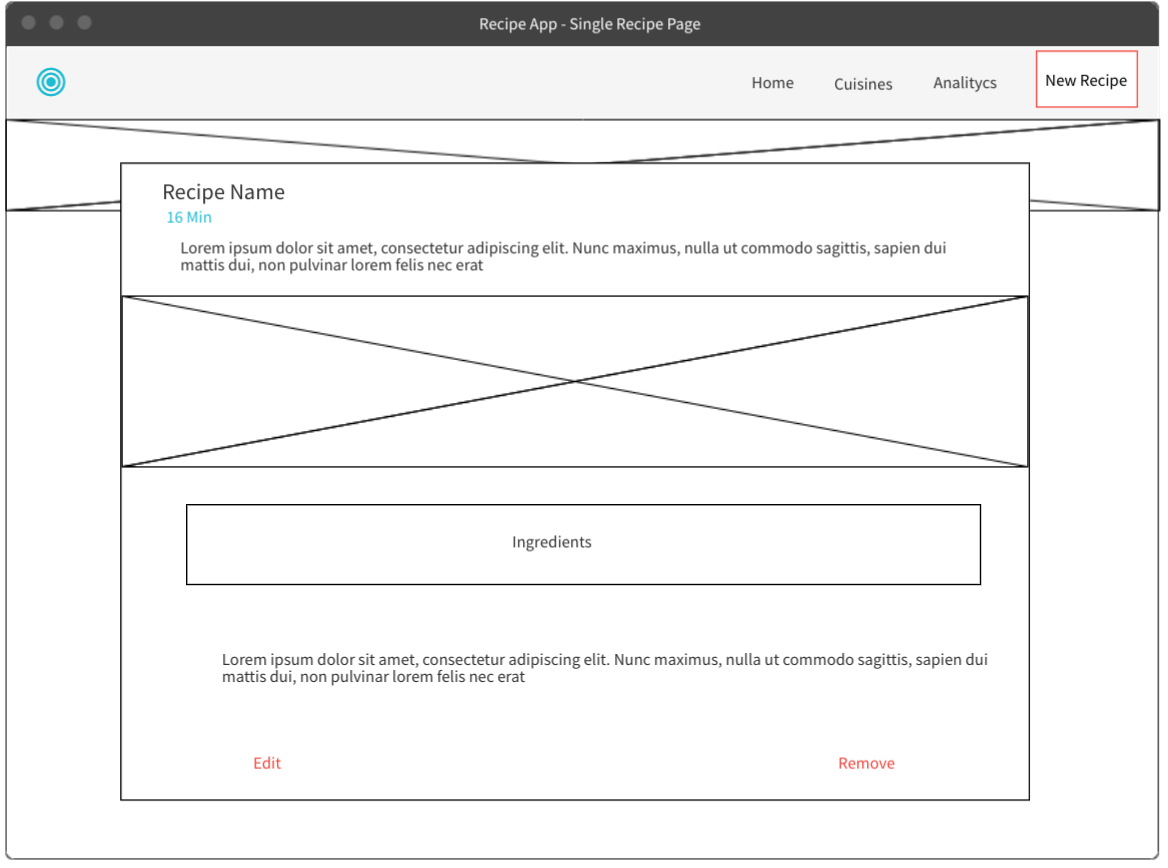 Recipe App - Single Recipe Page
Home Cuisines Analitycs New Recipe
Recipe Name
16 Min
Lorem ipsum dolor sit amet, consectetur adipiscing elit. Nunc maximus, nulla ut commodo sagittis, sapien dui
mattis dui, non pulvinar lorem felis nec erat
Ingredients
Lorem ipsum dolor sit amet, consectetur adipiscing elit. Nunc maximus, nulla ut commodo sagittis, sapien dui
mattis dui, non pulvinar lorem felis nec erat
Edit Remove